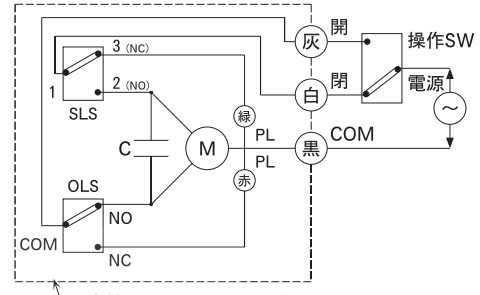 灰 開 操作SW
3 (NC)
1 2 (NO) 白 閉 電源
SLS
緑
C M PL 黒 COM
PL
OLS 赤
NO
COM
NC